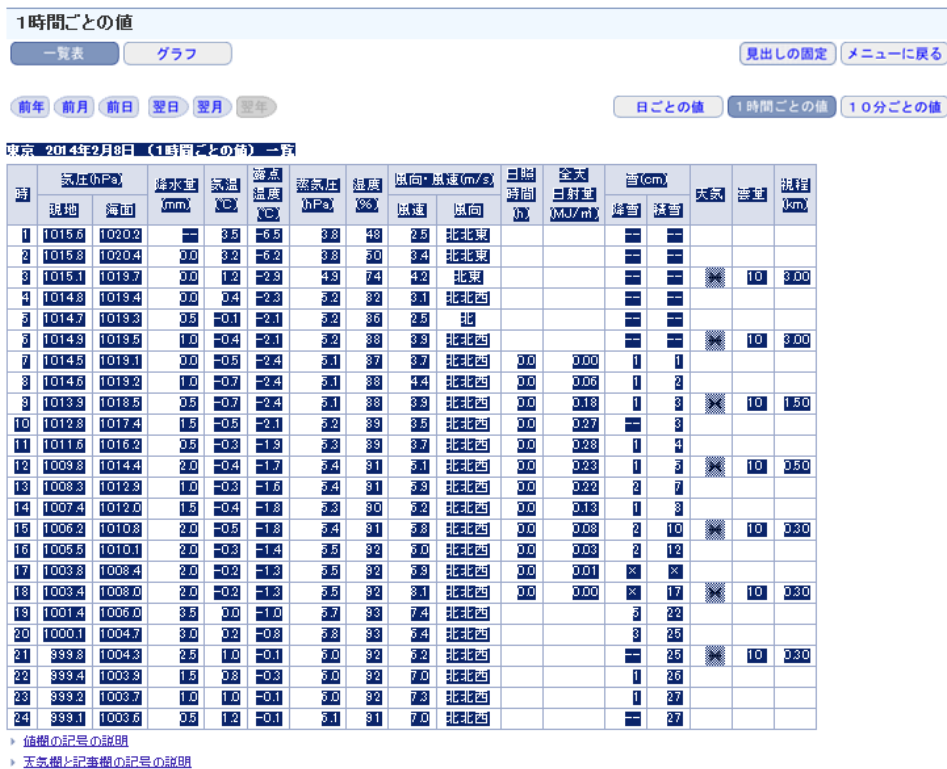 1時間ごとの値
一覧表 グラフ 見出しの固定 メニューに戻る
前年 前月 前日 翌日 翌月 翌年 日ごとの値 1時間ごとの値 10分ごとの値
東京 2014年2月8日 (1時間ごとの値) 一覧
時 気圧(hPa) 降水量(mm) 気温(℃) 露点温度(℃) 蒸気圧(hPa) 湿度(%) 風向・風速(m/s) 日照時間(h) 全天日射量(MJ/㎡) 雪(cm) 天気 雲量 視程(km)
現地 海面 風速 風向 降雪 積雪
1 1015.6 1020.2 -- 3.5 -6.5 3.8 48 2.5 北北東 -- --
2 1015.8 1020.4 0.0 3.2 -6.2 3.8 50 3.4 北北東 -- --
3 1015.1 1019.7 0.0 1.2 -2.9 4.9 74 4.2 北東 -- -- 10 3.00
4 1014.8 1019.4 0.0 0.4 -2.3 5.2 82 3.1 北北西 -- --
5 1014.7 1019.3 0.5 -0.1 -2.1 5.2 86 2.5 北 -- --
6 1014.9 1019.5 1.0 -0.4 -2.1 5.2 88 3.9 北北西 -- -- 10 3.00
7 1014.5 1019.1 0.0 -0.5 -2.4 5.1 87 3.7 北北西 0.0 0.00 1 1
8 1014.6 1019.2 1.0 -0.7 -2.4 5.1 88 4.4 北北西 0.0 0.06 1 2
9 1013.9 1018.5 0.5 -0.7 -2.4 5.1 88 3.9 北北西 0.0 0.18 1 3 10 1.50
10 1012.8 1017.4 1.5 -0.5 -2.1 5.2 89 3.5 北北西 0.0 0.27 -- 3
11 1011.6 1016.2 0.5 -0.3 -1.9 5.3 89 3.7 北北西 0.0 0.28 1 4
12 1009.8 1014.4 2.0 -0.4 -1.7 5.4 91 5.1 北北西 0.0 0.23 1 5 10 0.50
13 1008.3 1012.9 1.0 -0.3 -1.6 5.4 91 5.9 北北西 0.0 0.22 2 7
14 1007.4 1012.0 1.5 -0.4 -1.8 5.3 90 5.2 北北西 0.0 0.13 1 8
15 1006.2 1010.8 2.0 -0.5 -1.8 5.4 91 5.8 北北西 0.0 0.08 2 10 10 0.30
16 1005.5 1010.1 2.0 -0.3 -1.4 5.5 92 6.0 北北西 0.0 0.03 2 12
17 1003.8 1008.4 2.0 -0.2 -1.3 5.5 92 5.9 北北西 0.0 0.01 × ×
18 1003.4 1008.0 2.0 -0.2 -1.3 5.5 92 8.1 北北西 0.0 0.00 × 17 10 0.30
19 1001.4 1006.0 3.5 0.0 -1.0 5.7 93 7.4 北北西 5 22
20 1000.1 1004.7 3.0 0.2 -0.8 5.8 93 6.4 北北西 3 25
21 999.8 1004.3 2.5 1.0 -0.1 6.0 92 6.2 北北西 -- 25 10 0.30
22 999.4 1003.9 1.5 0.8 -0.3 6.0 92 7.0 北北西 1 26
23 999.2 1003.7 1.0 1.0 -0.1 6.0 92 7.3 北北西 1 27
24 999.1 1003.6 0.5 1.2 -0.1 6.1 91 7.0 北北西 -- 27
値欄の記号の説明
天気欄と記事欄の記号の説明